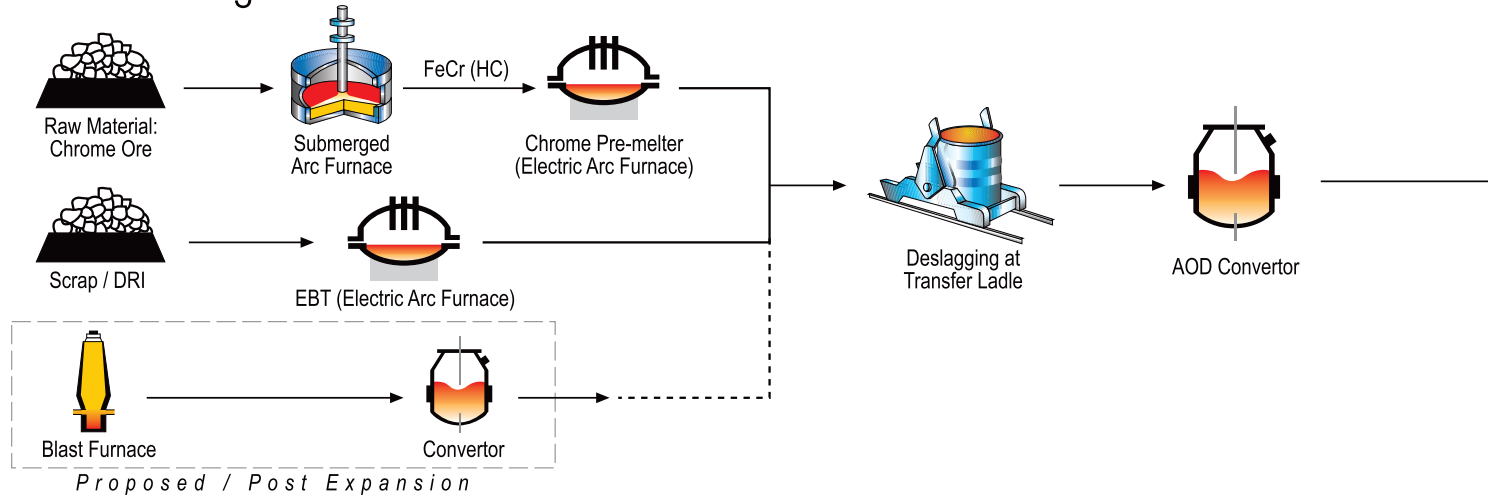 FeCr (HC)
Raw Material:
Chrome Ore
Submerged
Arc Furnace
Chrome Pre-melter
(Electric Arc Furnace)
Scrap / DRI
EBT (Electric Arc Furnace)
Deslagging at
Transfer Ladle
AOD Convertor
Blast Furnace
Convertor
Proposed / Post Expansion